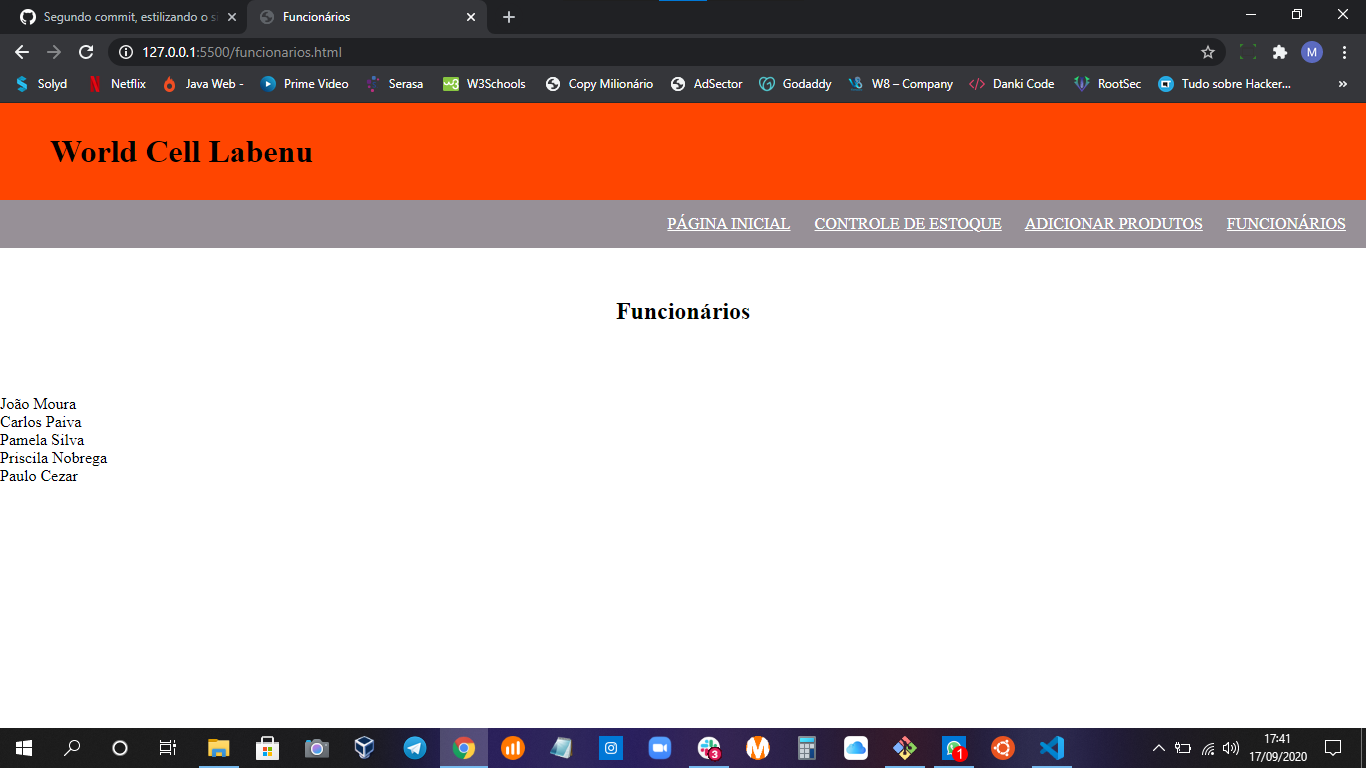 Segundo commit, estilizando o s
Funcionários
127.0.0.1:5500/funcionarios.html
M
Solyd
Netflix
Java Web -
Prime Video
Serasa
W3Schools
Copy Milionário
AdSector
Godaddy
W8 – Company
Danki Code
RootSec
Tudo sobre Hacker...
World Cell Labenu
PÁGINA INICIAL
CONTROLE DE ESTOQUE
ADICIONAR PRODUTOS
FUNCIONÁRIOS
Funcionários
João Moura
Carlos Paiva
Pamela Silva
Priscila Nobrega
Paulo Cezar
3
1
17:41
17/09/2020